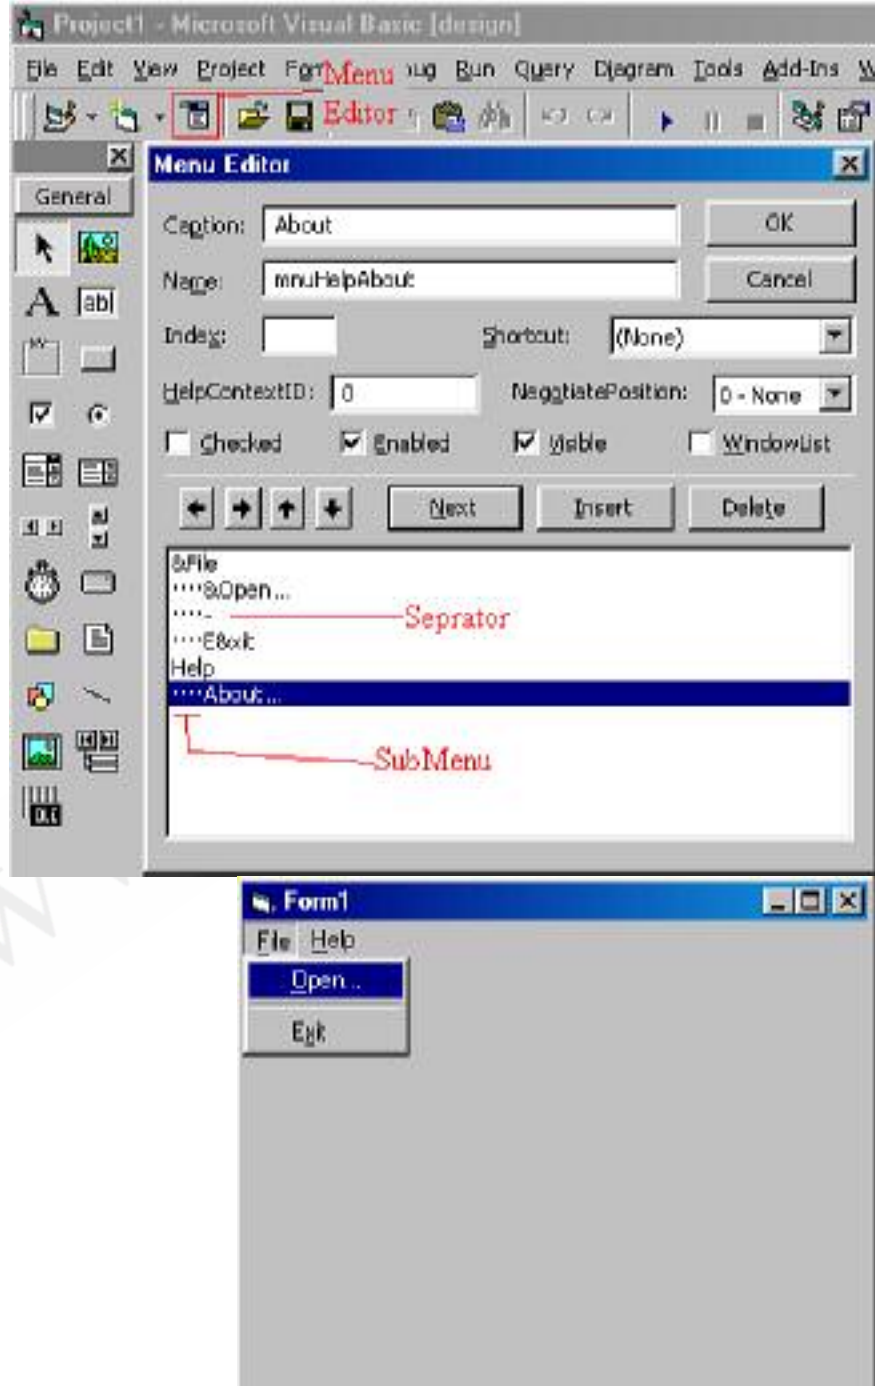 Project1 - Microsoft Visual Basic [design]
File Edit View Project Debug Run Query Diagram Tools Add-Ins W
Menu
Editor
Menu Editor
General
Caption: About
OK
Name: mnuHelpAbout
Cancel
Index:
Shortcut: (None)
HelpContextID: 0
NegotiatePosition: 0 - None
Checked Enabled Visible WindowList
Next Insert Delete
&File
····&Open...
····-
Seprator
····E&xit
Help
····About...
SubMenu
Form1
File Help
Open...
Exit